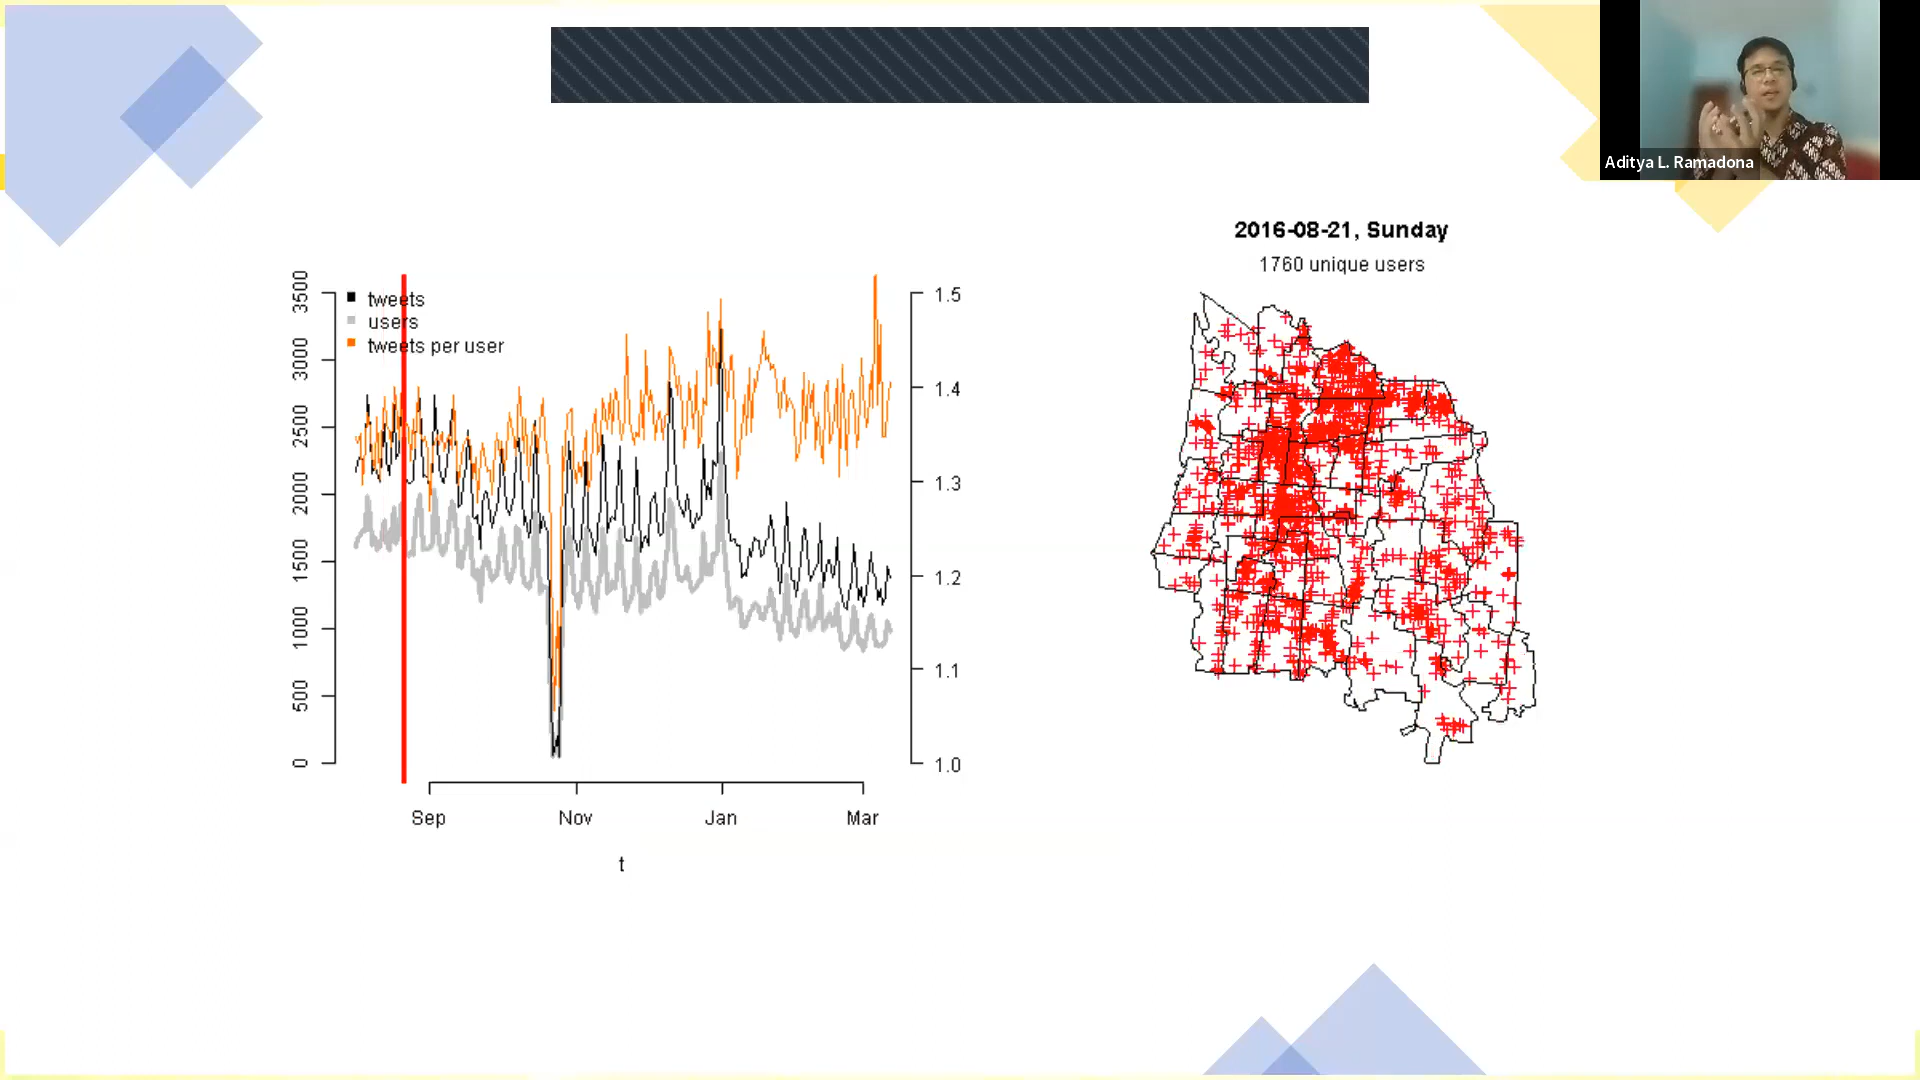 Aditya L. Ramadona
2016-08-21, Sunday
1760 unique users
tweets
users
tweets per user
3500
3000
2500
2000
1500
1000
500
0
1.5
1.4
1.3
1.2
1.1
1.0
Sep
Nov
Jan
Mar
t